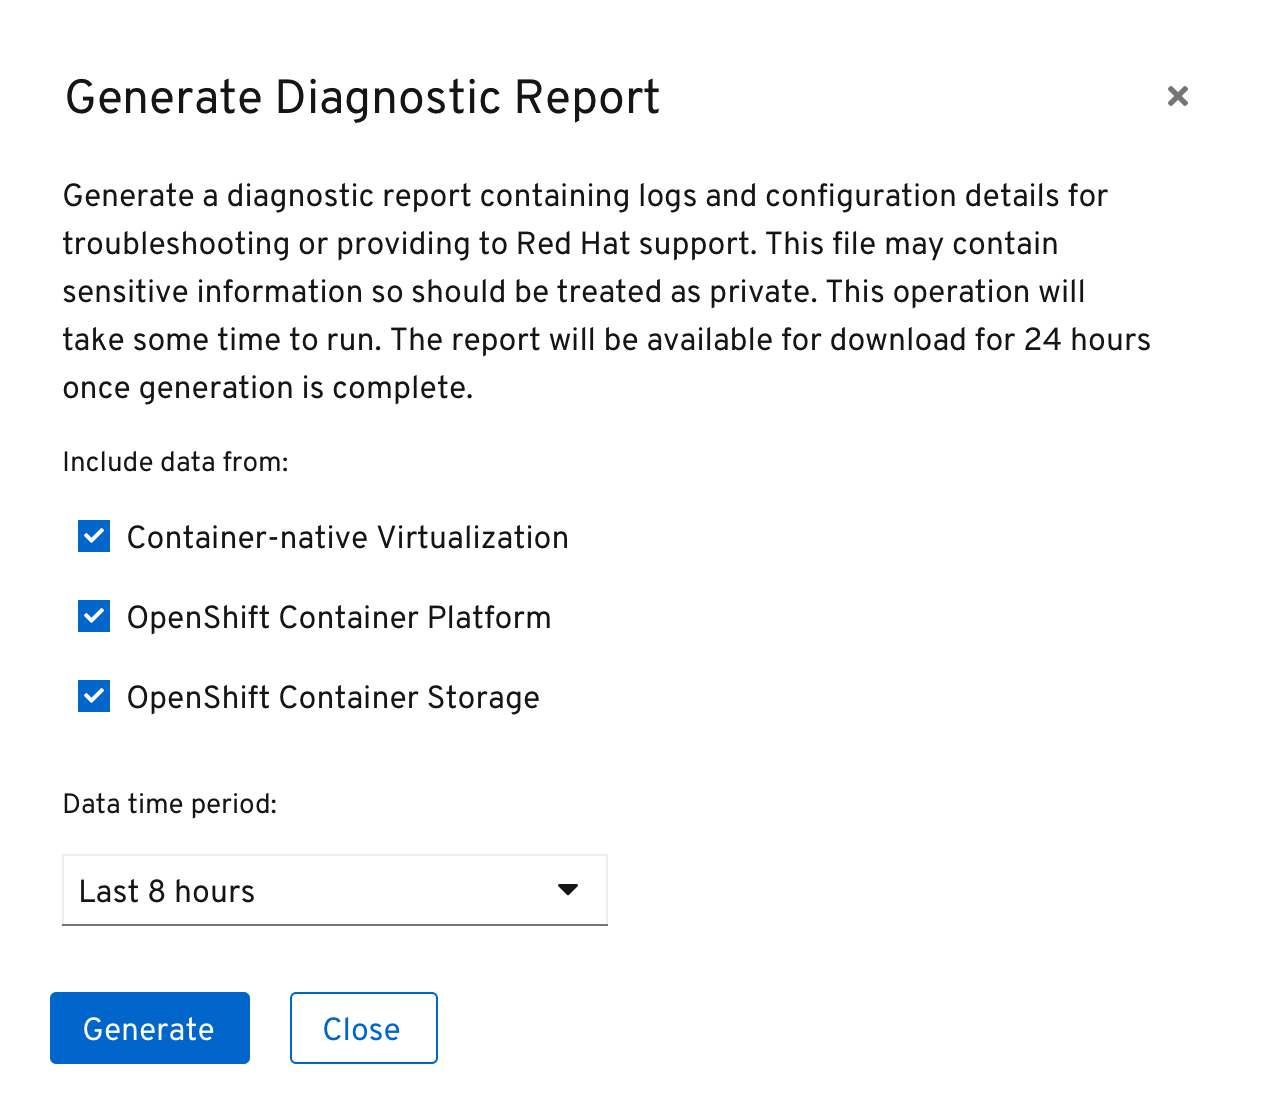 Generate Diagnostic Report
Generate a diagnostic report containing logs and configuration details for
troubleshooting or providing to Red Hat support. This file may contain
sensitive information so should be treated as private. This operation will
take some time to run. The report will be available for download for 24 hours
once generation is complete.
Include data from:
Container-native Virtualization
OpenShift Container Platform
OpenShift Container Storage
Data time period:
Last 8 hours
Generate
Close